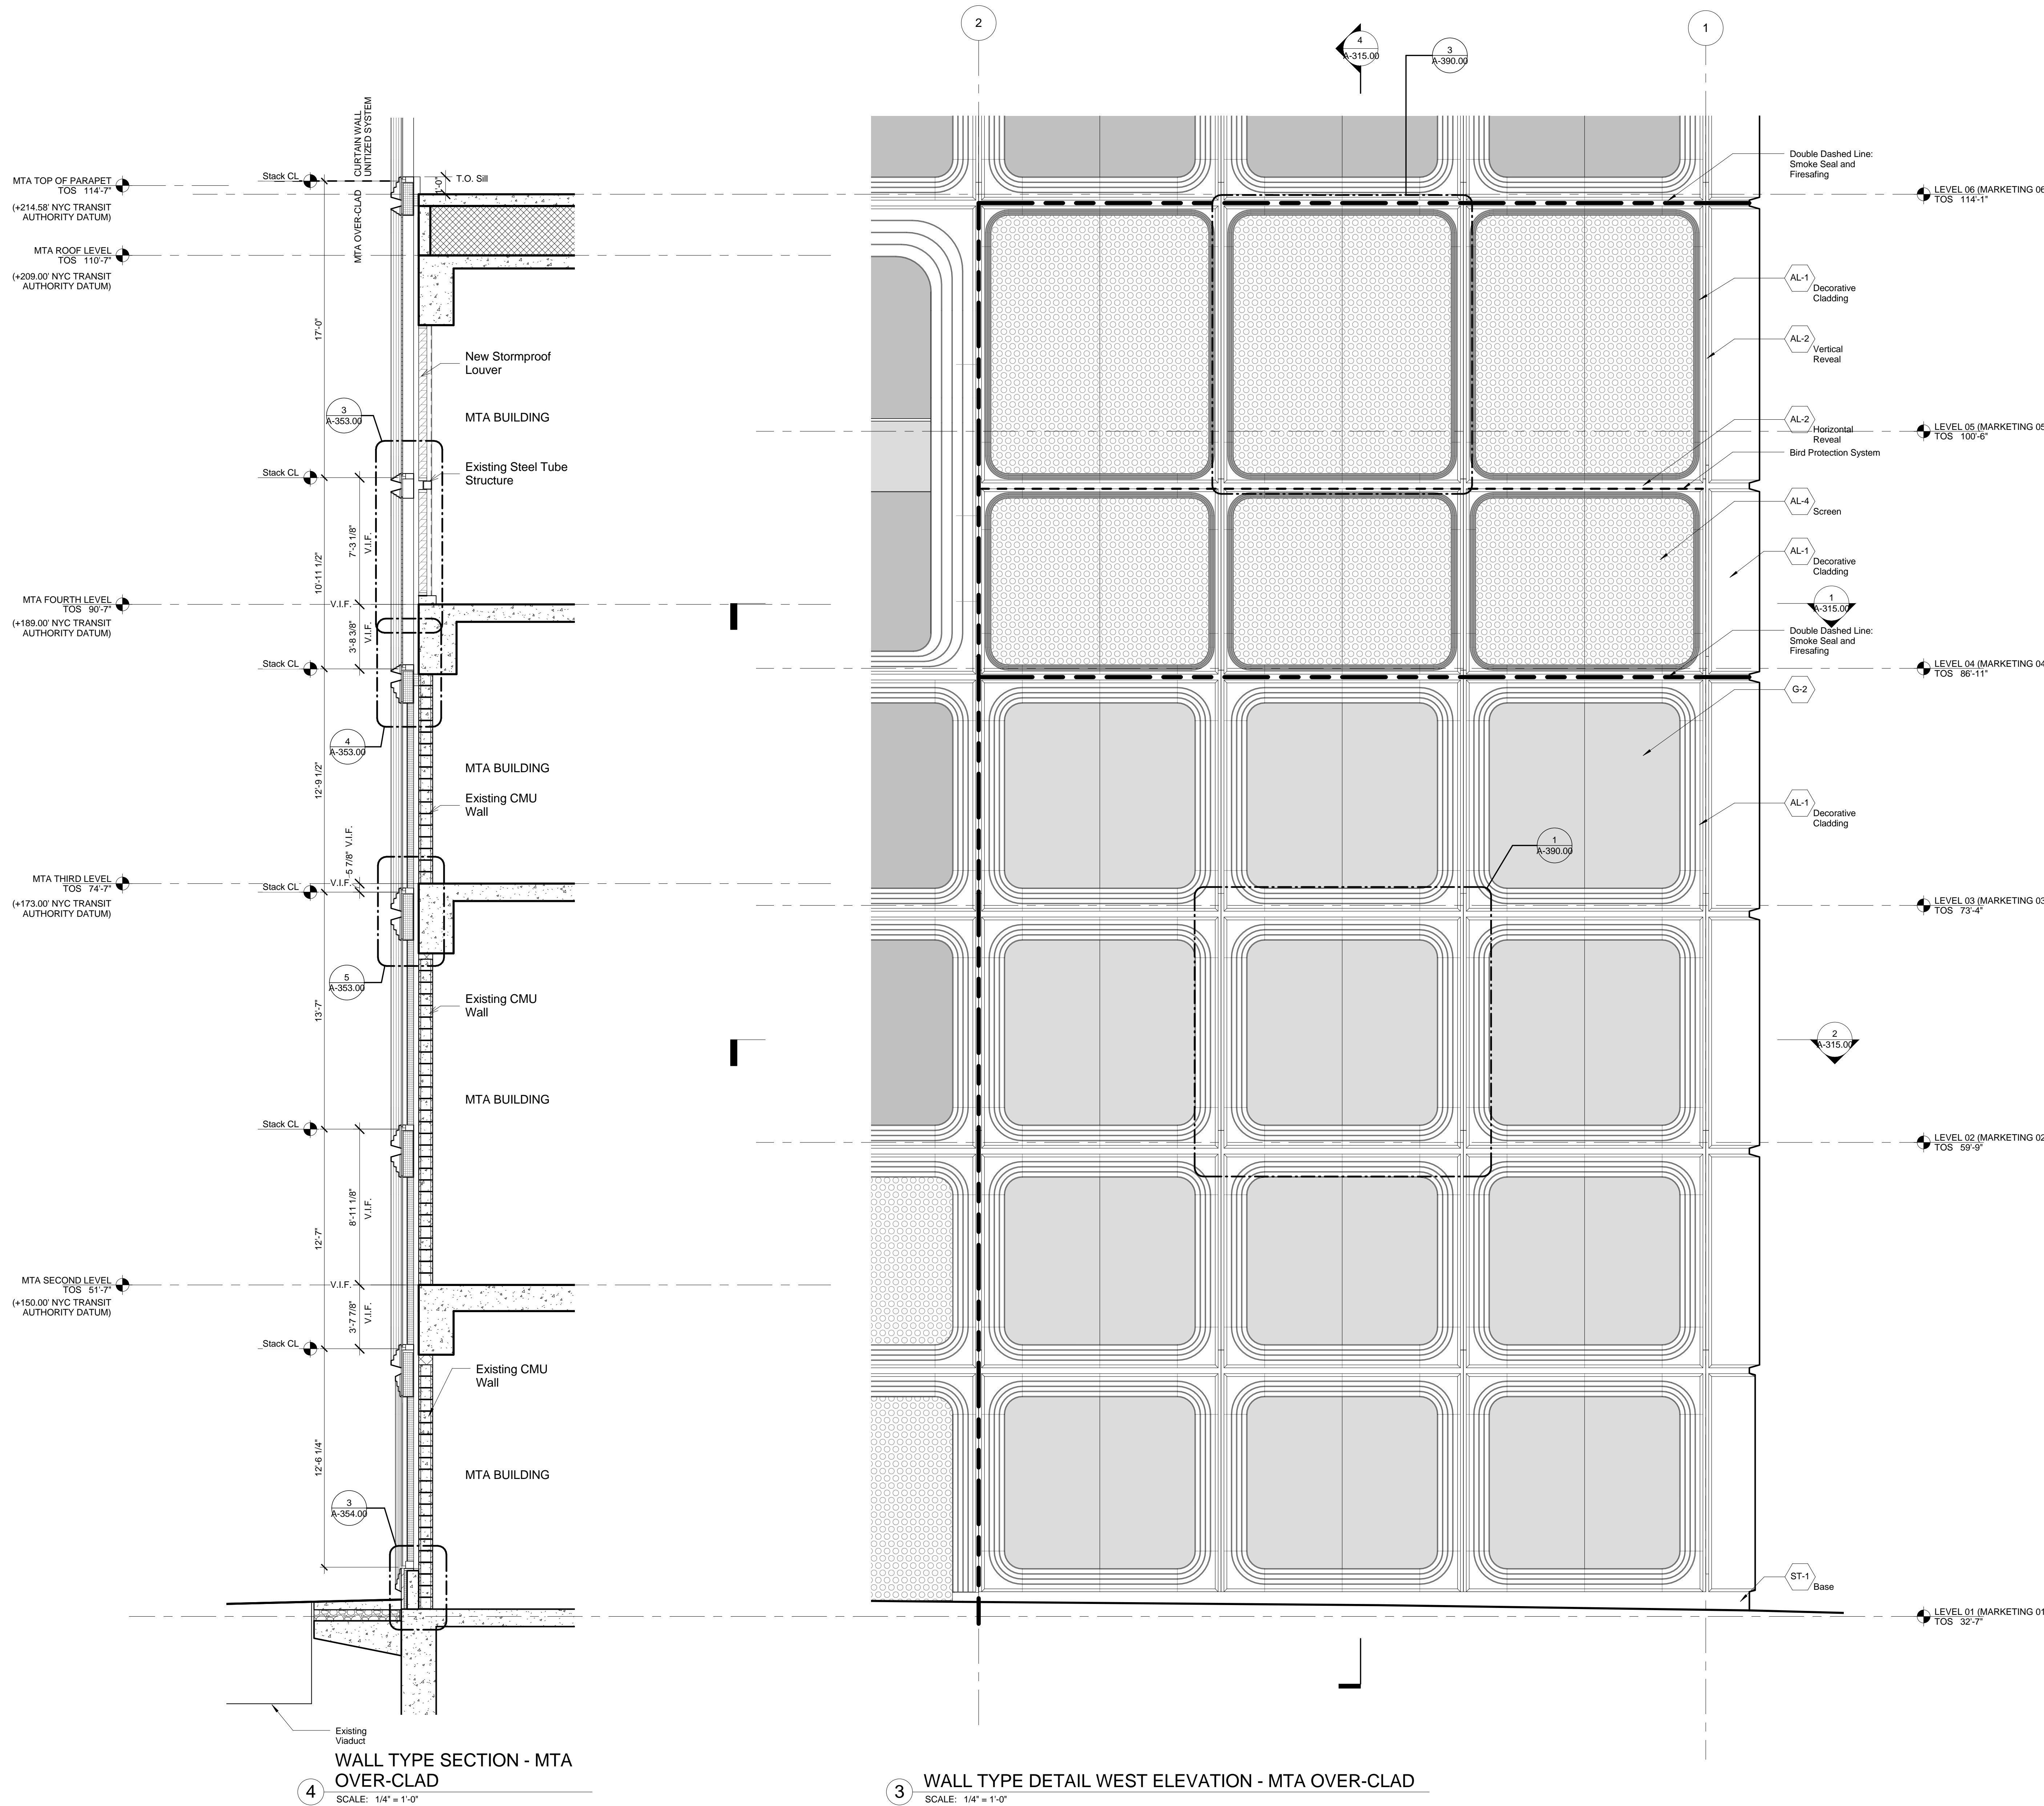 CURTAIN WALL
UNITIZED SYSTEM
MTA OVER-CLAD
MTA TOP OF PARAPET
TOS 114'-7"
(+214.58' NYC TRANSIT
AUTHORITY DATUM)
MTA ROOF LEVEL
TOS 110'-7"
(+209.00' NYC TRANSIT
AUTHORITY DATUM)
MTA FOURTH LEVEL
TOS 90'-7"
(+189.00' NYC TRANSIT
AUTHORITY DATUM)
MTA THIRD LEVEL
TOS 74'-7"
(+173.00' NYC TRANSIT
AUTHORITY DATUM)
MTA SECOND LEVEL
TOS 51'-7"
(+150.00' NYC TRANSIT
AUTHORITY DATUM)
Stack CL
T.O. Sill
1'-0"
17'-0"
New Stormproof
Louver
MTA BUILDING
3
A-353.00
Stack CL
Existing Steel Tube
Structure
7'-3 1/8"
V.I.F.
10'-11 1/2"
V.I.F.
3'-8 3/8"
V.I.F.
Stack CL
4
A-353.00
12'-9 1/2"
MTA BUILDING
Existing CMU
Wall
5 7/8" V.I.F.
V.I.F.
Stack CL
5
A-353.00
Existing CMU
Wall
13'-7"
MTA BUILDING
Stack CL
8'-11 1/8"
V.I.F.
12'-7"
V.I.F.
3'-7 7/8"
V.I.F.
Stack CL
Existing CMU
Wall
12'-6 1/4"
MTA BUILDING
3
A-354.00
Existing
Viaduct
4
WALL TYPE SECTION - MTA
OVER-CLAD
SCALE: 1/4" = 1'-0"
2
4
A-315.00
3
A-390.00
1
Double Dashed Line:
Smoke Seal and
Firesafing
LEVEL 06 (MARKETING 06
TOS 114'-1"
AL-1
Decorative
Cladding
AL-2
Vertical
Reveal
AL-2
Horizontal
Reveal
LEVEL 05 (MARKETING 05
TOS 100'-6"
Bird Protection System
AL-4
Screen
AL-1
Decorative
Cladding
1
A-315.00
Double Dashed Line:
Smoke Seal and
Firesafing
LEVEL 04 (MARKETING 04
TOS 86'-11"
G-2
AL-1
Decorative
Cladding
1
A-390.00
LEVEL 03 (MARKETING 03
TOS 73'-4"
2
A-315.00
LEVEL 02 (MARKETING 02
TOS 59'-9"
ST-1
Base
LEVEL 01 (MARKETING 01
TOS 32'-7"
3
WALL TYPE DETAIL WEST ELEVATION - MTA OVER-CLAD
SCALE: 1/4" = 1'-0"